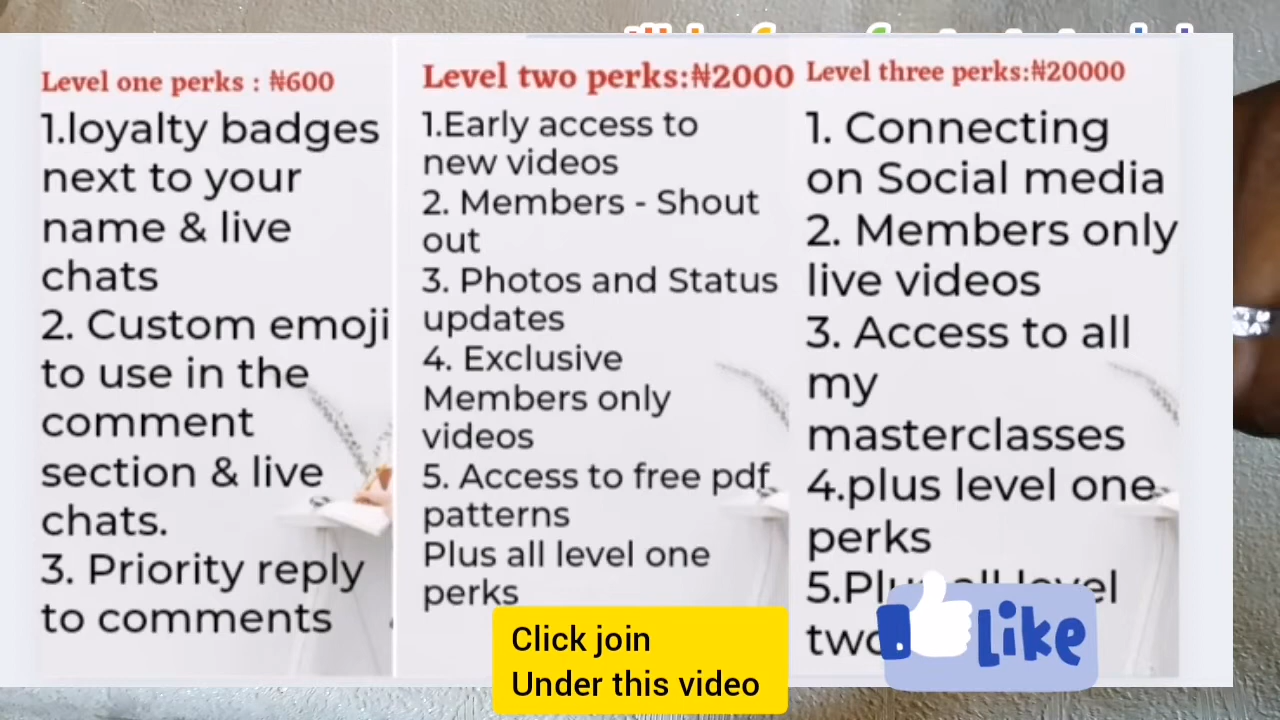 Level one perks : ₦600
1.loyalty badges
next to your
name & live
chats
2. Custom emoji
to use in the
comment
section & live
chats.
3. Priority reply
to comments
Level two perks:₦2000
1.Early access to
new videos
2. Members - Shout
out
3. Photos and Status
updates
4. Exclusive
Members only
videos
5. Access to free pdf
patterns
Plus all level one
perks
Level three perks:₦20000
1. Connecting
on Social media
2. Members only
live videos
3. Access to all
my
masterclasses
4.plus level one
perks
5.Plus all level
two
Like
Click join
Under this video